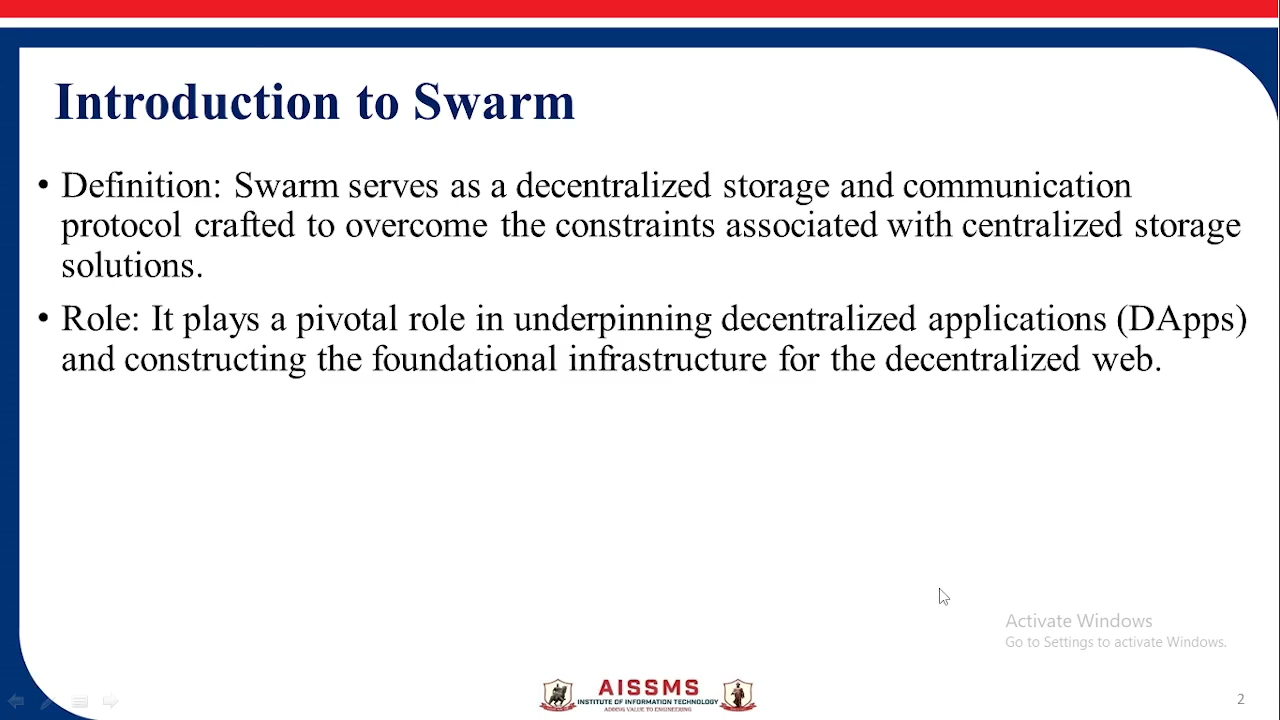 Introduction to Swarm
• Definition: Swarm serves as a decentralized storage and communication
protocol crafted to overcome the constraints associated with centralized storage
solutions.
• Role: It plays a pivotal role in underpinning decentralized applications (DApps)
and constructing the foundational infrastructure for the decentralized web.
Activate Windows
Go to Settings to activate Windows.
AISSMS
INSTITUTE OF INFORMATION TECHNOLOGY
ADDING VALUE TO ENGINEERING
2